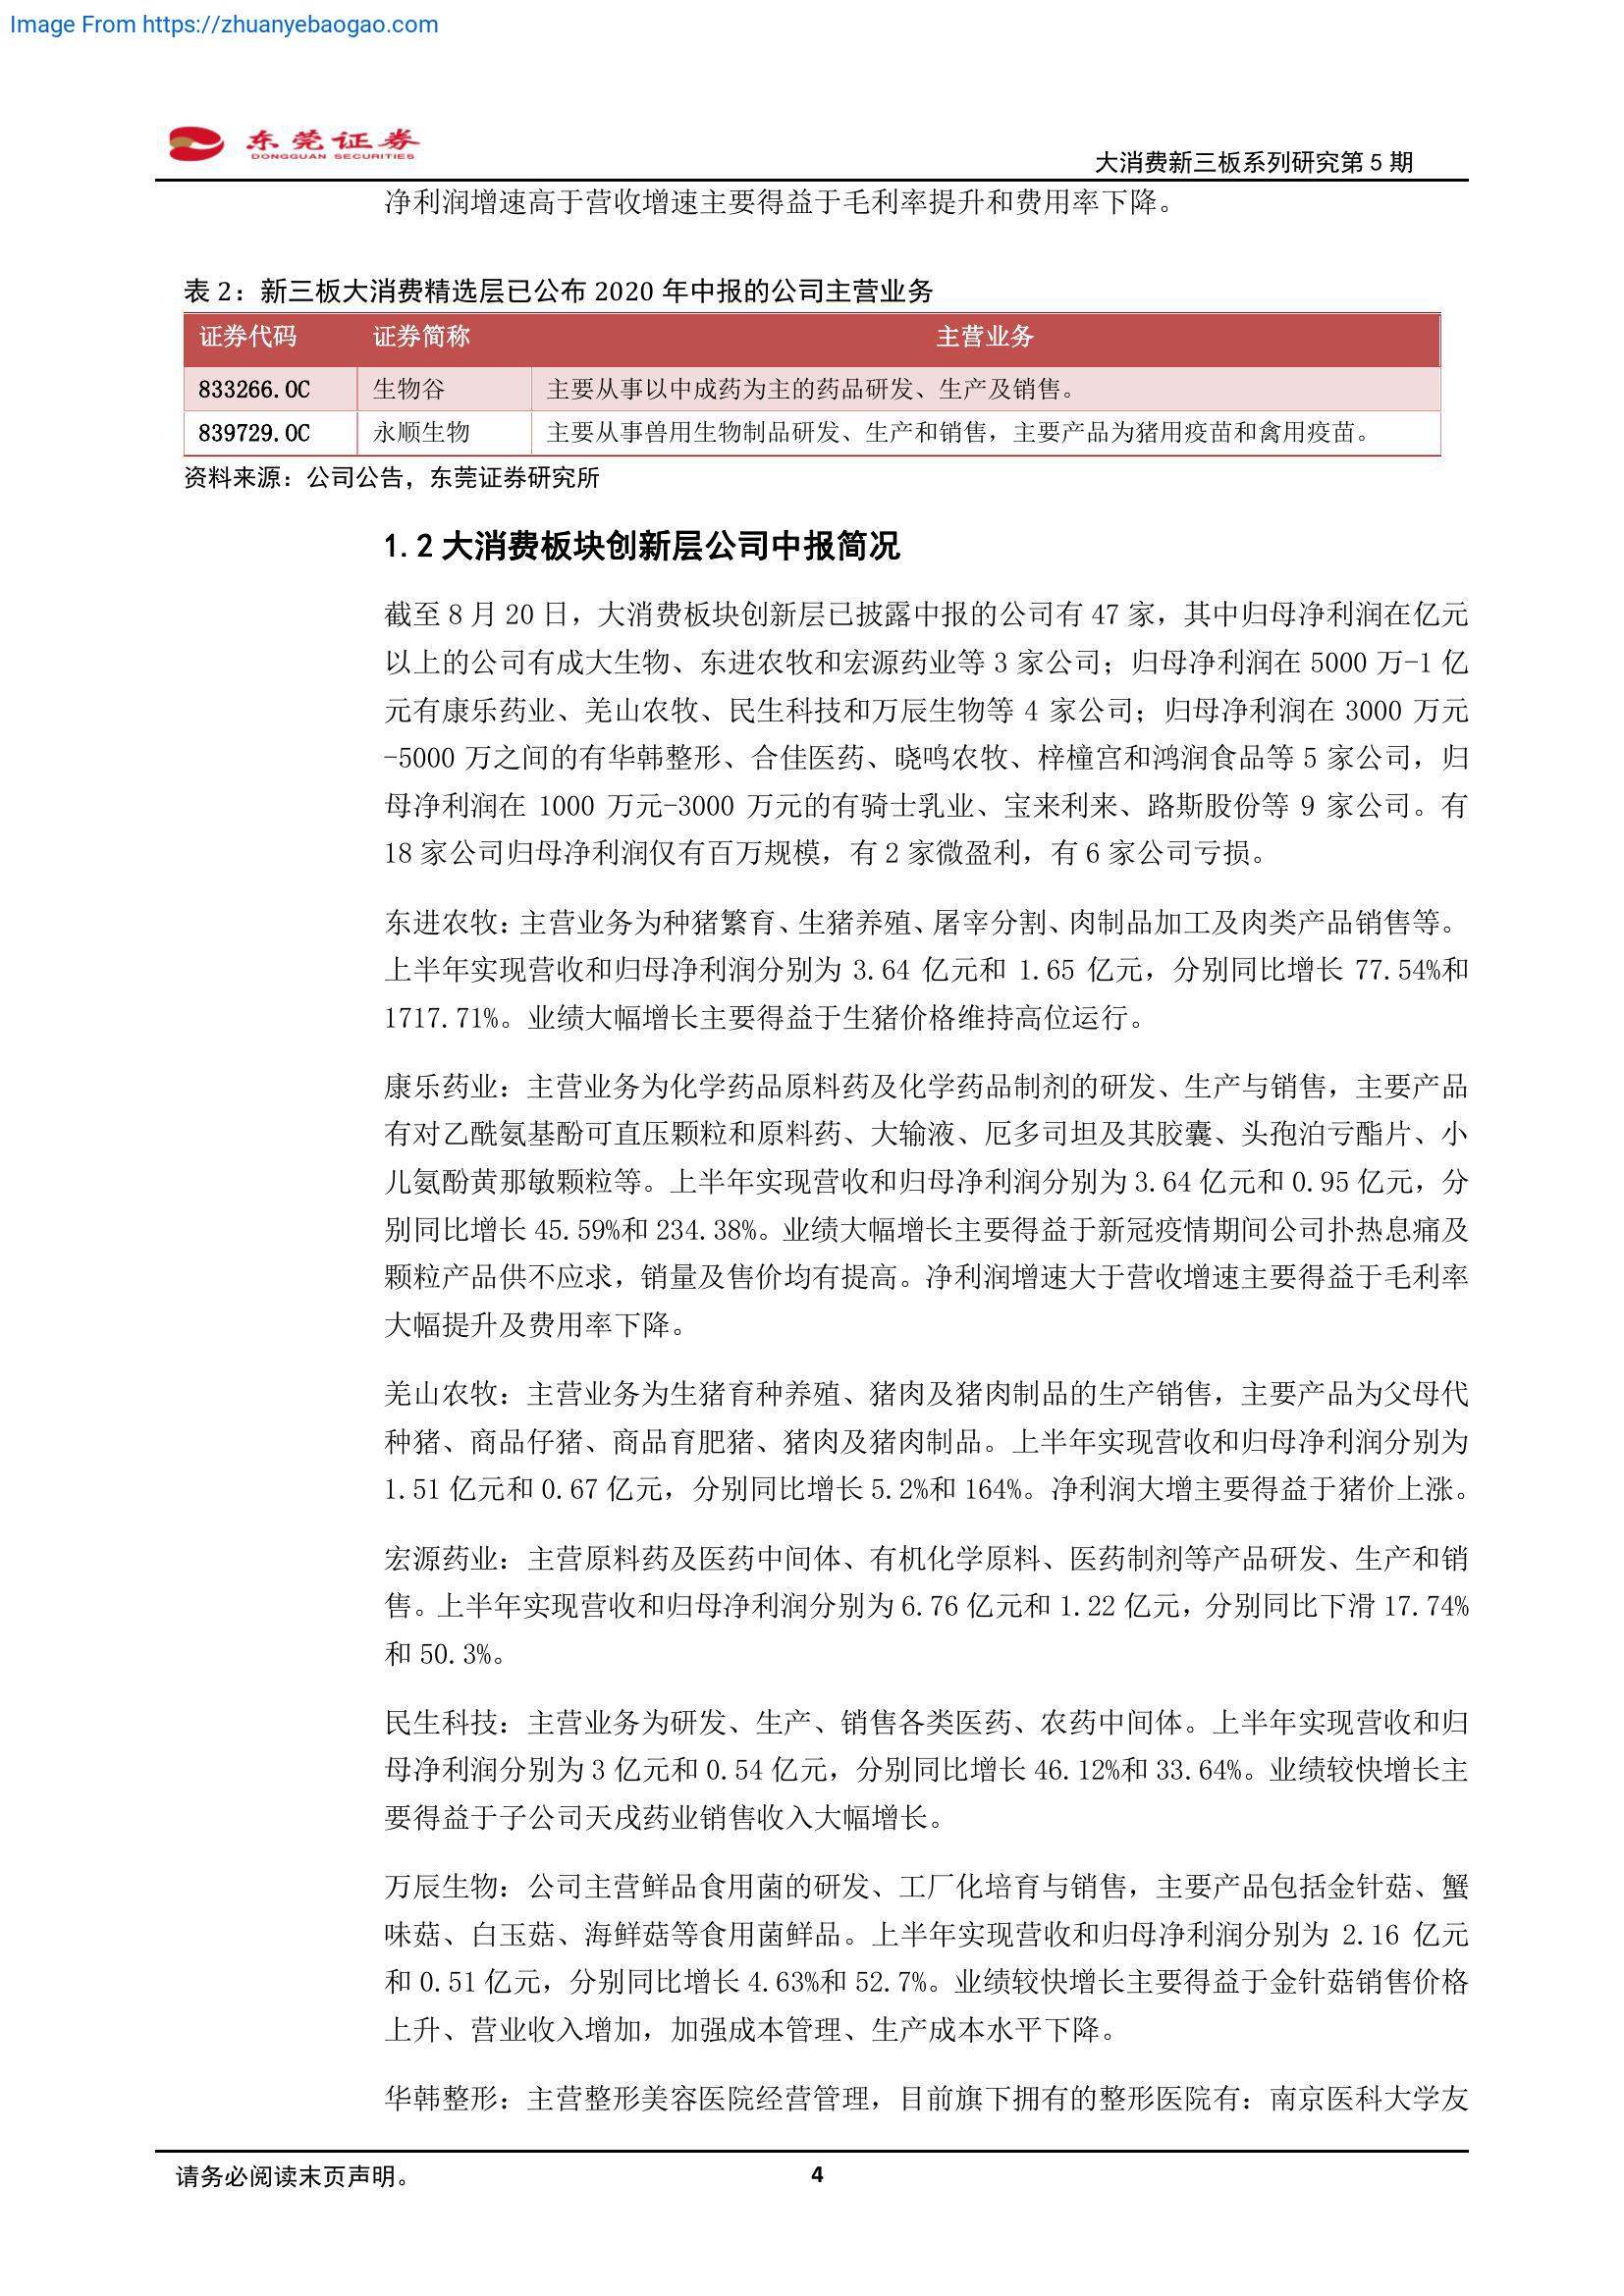 Image From https://zhuanyebaogao.com
东莞证券
DONGGUAN SECURITIES
大消费新三板系列研究第 5 期
净利润增速高于营收增速主要得益于毛利率提升和费用率下降。
表 2：新三板大消费精选层已公布 2020 年中报的公司主营业务
证券代码 证券简称 主营业务
833266.OC 生物谷 主要从事以中成药为主的药品研发、生产及销售。
839729.OC 永顺生物 主要从事兽用生物制品研发、生产和销售，主要产品为猪用疫苗和禽用疫苗。
资料来源：公司公告，东莞证券研究所
1.2 大消费板块创新层公司中报简况
截至 8 月 20 日，大消费板块创新层已披露中报的公司有 47 家，其中归母净利润在亿元
以上的公司有成大生物、东进农牧和宏源药业等 3 家公司；归母净利润在 5000 万-1 亿
元有康乐药业、羌山农牧、民生科技和万辰生物等 4 家公司；归母净利润在 3000 万元
-5000 万之间的有华韩整形、合佳医药、晓鸣农牧、梓橦宫和鸿润食品等 5 家公司，归
母净利润在 1000 万元-3000 万元的有骑士乳业、宝来利来、路斯股份等 9 家公司。有
18 家公司归母净利润仅有百万规模，有 2 家微盈利，有 6 家公司亏损。
东进农牧：主营业务为种猪繁育、生猪养殖、屠宰分割、肉制品加工及肉类产品销售等。
上半年实现营收和归母净利润分别为 3.64 亿元和 1.65 亿元，分别同比增长 77.54%和
1717.71%。业绩大幅增长主要得益于生猪价格维持高位运行。
康乐药业：主营业务为化学药品原料药及化学药品制剂的研发、生产与销售，主要产品
有对乙酰氨基酚可直压颗粒和原料药、大输液、厄多司坦及其胶囊、头孢泊亏酯片、小
儿氨酚黄那敏颗粒等。上半年实现营收和归母净利润分别为 3.64 亿元和 0.95 亿元，分
别同比增长 45.59%和 234.38%。业绩大幅增长主要得益于新冠疫情期间公司扑热息痛及
颗粒产品供不应求，销量及售价均有提高。净利润增速大于营收增速主要得益于毛利率
大幅提升及费用率下降。
羌山农牧：主营业务为生猪育种养殖、猪肉及猪肉制品的生产销售，主要产品为父母代
种猪、商品仔猪、商品育肥猪、猪肉及猪肉制品。上半年实现营收和归母净利润分别为
1.51 亿元和 0.67 亿元，分别同比增长 5.2%和 164%。净利润大增主要得益于猪价上涨。
宏源药业：主营原料药及医药中间体、有机化学原料、医药制剂等产品研发、生产和销
售。上半年实现营收和归母净利润分别为 6.76 亿元和 1.22 亿元，分别同比下滑 17.74%
和 50.3%。
民生科技：主营业务为研发、生产、销售各类医药、农药中间体。上半年实现营收和归
母净利润分别为 3 亿元和 0.54 亿元，分别同比增长 46.12%和 33.64%。业绩较快增长主
要得益于子公司天戌药业销售收入大幅增长。
万辰生物：公司主营鲜品食用菌的研发、工厂化培育与销售，主要产品包括金针菇、蟹
味菇、白玉菇、海鲜菇等食用菌鲜品。上半年实现营收和归母净利润分别为 2.16 亿元
和 0.51 亿元，分别同比增长 4.63%和 52.7%。业绩较快增长主要得益于金针菇销售价格
上升、营业收入增加，加强成本管理、生产成本水平下降。
华韩整形：主营整形美容医院经营管理，目前旗下拥有的整形医院有：南京医科大学友
请务必阅读末页声明。 4